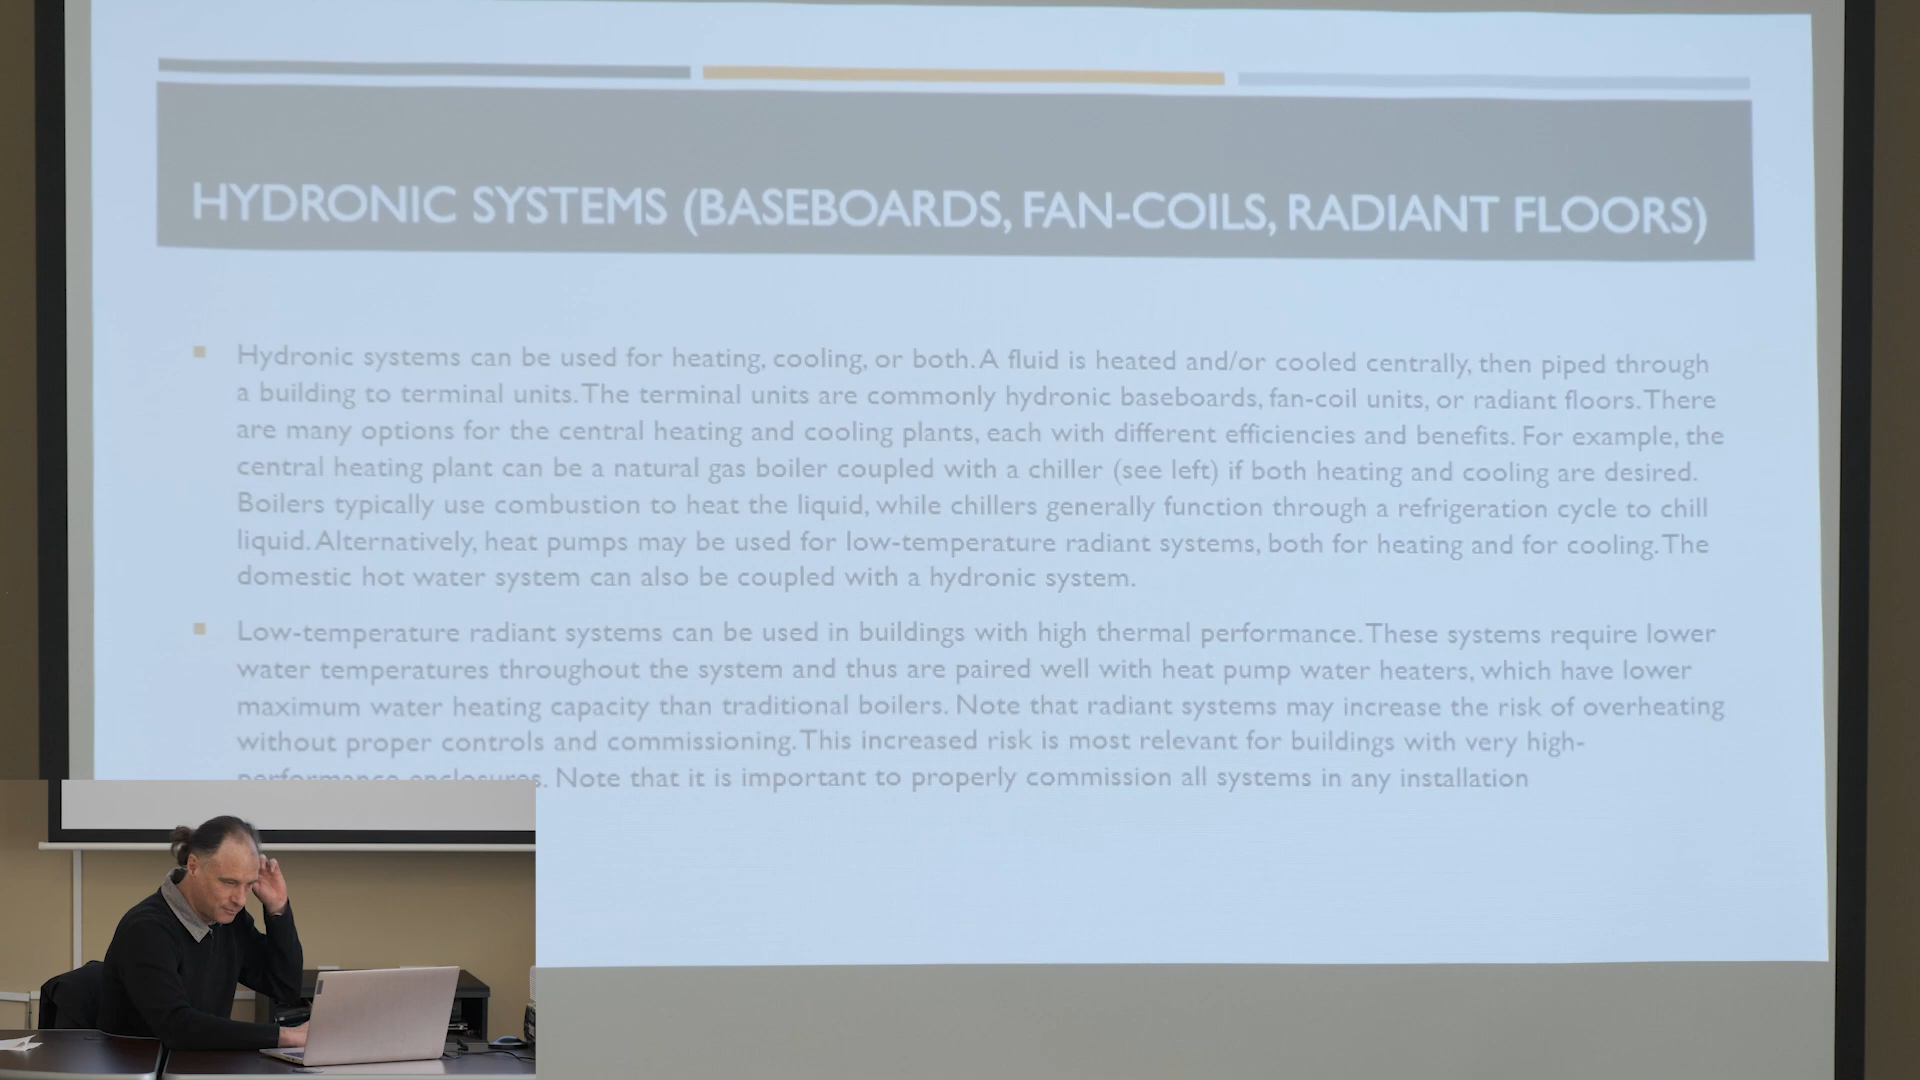 HYDRONIC SYSTEMS (BASEBOARDS, FAN-COILS, RADIANT FLOORS)
Hydronic systems can be used for heating, cooling, or both. A fluid is heated and/or cooled centrally, then piped through
a building to terminal units. The terminal units are commonly hydronic baseboards, fan-coil units, or radiant floors. There
are many options for the central heating and cooling plants, each with different efficiencies and benefits. For example, the
central heating plant can be a natural gas boiler coupled with a chiller (see left) if both heating and cooling are desired.
Boilers typically use combustion to heat the liquid, while chillers generally function through a refrigeration cycle to chill
liquid. Alternatively, heat pumps may be used for low-temperature radiant systems, both for heating and for cooling. The
domestic hot water system can also be coupled with a hydronic system.
Low-temperature radiant systems can be used in buildings with high thermal performance. These systems require lower
water temperatures throughout the system and thus are paired well with heat pump water heaters, which have lower
maximum water heating capacity than traditional boilers. Note that radiant systems may increase the risk of overheating
without proper controls and commissioning. This increased risk is most relevant for buildings with very high-
performance enclosures. Note that it is important to properly commission all systems in any installation